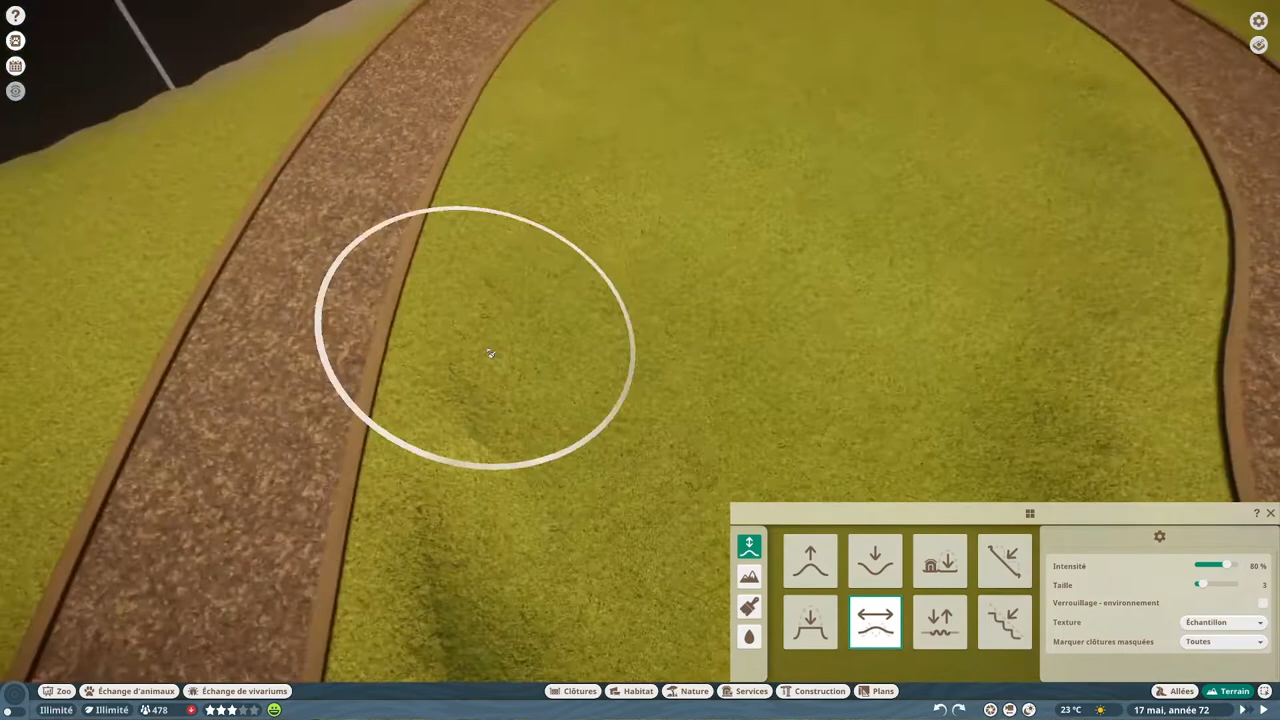 ?
? ×
Intensité 80 %
Taille 3
Verrouillage - environnement
Texture Échantillon
Marquer clôtures masquées Toutes
Zoo Échange d'animaux Échange de vivariums Clôtures Habitat Nature Services Construction Plans Allées Terrain
Illimité Illimité 478 23 °C 17 mai, année 72